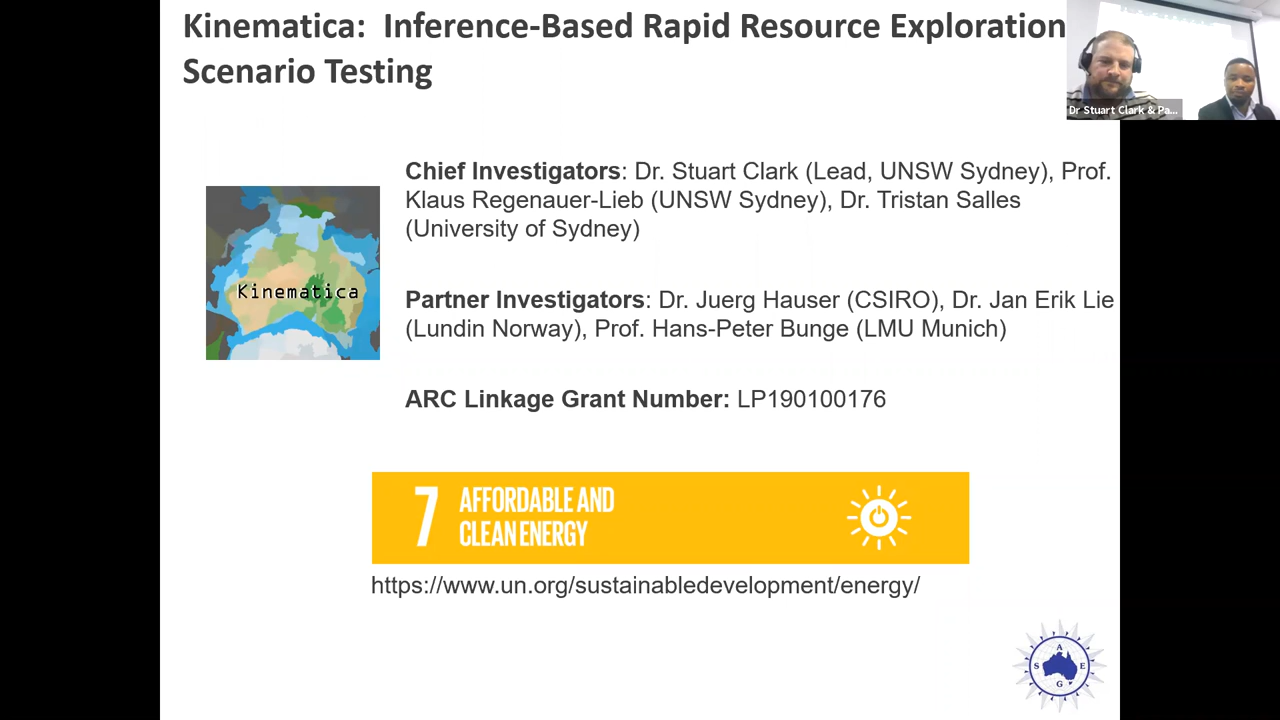 Kinematica: Inference-Based Rapid Resource Exploration
Scenario Testing
Dr Stuart Clark & Pa...
Chief Investigators: Dr. Stuart Clark (Lead, UNSW Sydney), Prof.
Klaus Regenauer-Lieb (UNSW Sydney), Dr. Tristan Salles
(University of Sydney)
Kinematica
Partner Investigators: Dr. Juerg Hauser (CSIRO), Dr. Jan Erik Lie
(Lundin Norway), Prof. Hans-Peter Bunge (LMU Munich)
ARC Linkage Grant Number: LP190100176
7 AFFORDABLE AND
CLEAN ENERGY
https://www.un.org/sustainabledevelopment/energy/
A
S E
G